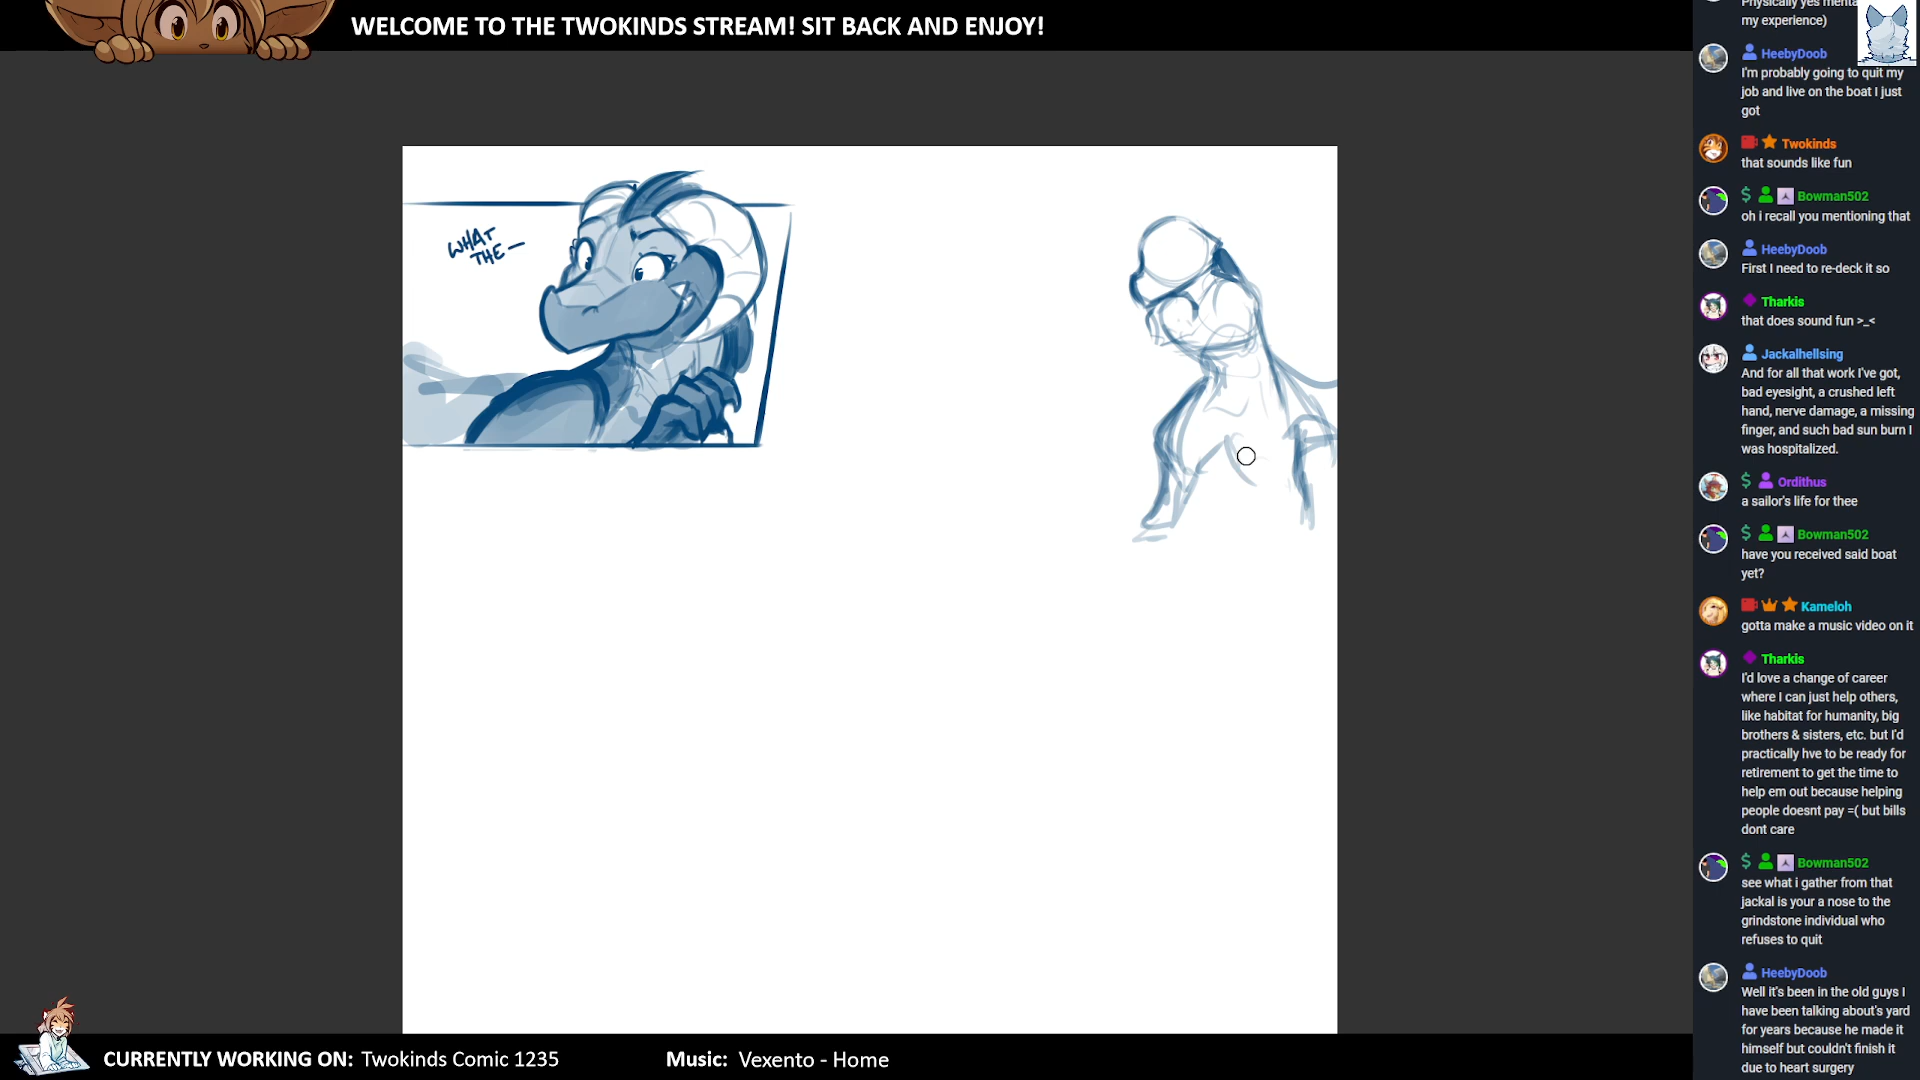 WELCOME TO THE TWOKINDS STREAM! SIT BACK AND ENJOY!
WHAT
THE—
my experience)
HeebyDoob
I'm probably going to quit my
job and live on the boat I just
got
Twokinds
that sounds like fun
Bowman502
oh i recall you mentioning that
HeebyDoob
First I need to re-deck it so
Tharkis
that does sound fun >_<
Jackalhellsing
And for all that work I've got,
bad eyesight, a crushed left
hand, nerve damage, a missing
finger, and such bad sun burn I
was hospitalized.
Ordithus
a sailor's life for thee
Bowman502
have you received said boat
yet?
Kameloh
gotta make a music video on it
Tharkis
I'd love a change of career
where I can just help others,
like habitat for humanity, big
brothers & sisters, etc. but I'd
practically hve to be ready for
retirement to get the time to
help em out because helping
people doesnt pay =( but bills
dont care
Bowman502
see what i gather from that
jackal is your a nose to the
grindstone individual who
refuses to quit
HeebyDoob
Well it's been in the old guys I
have been talking about's yard
for years because he made it
himself but couldn't finish it
due to heart surgery
CURRENTLY WORKING ON: Twokinds Comic 1235
Music: Vexento - Home